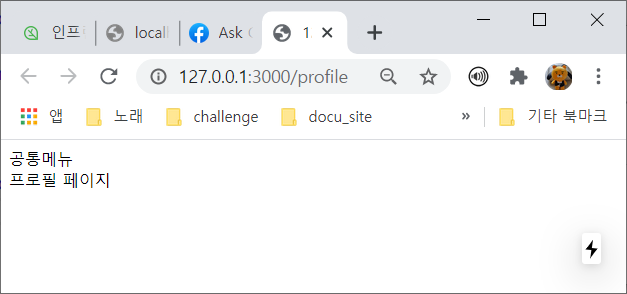 인프
local
Ask
1.
127.0.0.1:3000/profile
앱 노래 challenge docu_site » 기타 북마크
공통메뉴
프로필 페이지